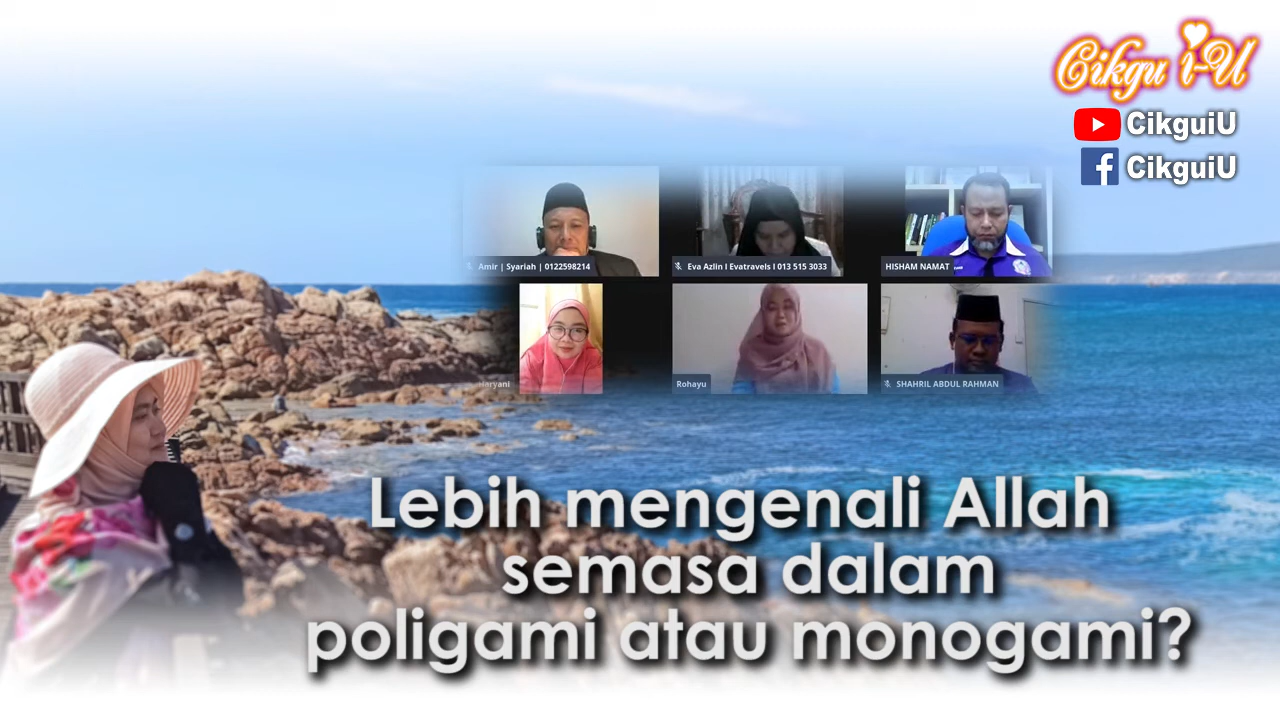 Cikgu i-U
CikguiU
CikguiU
Amir | Syariah | 0122598214
Eva Azlin I Evatravels I 013 515 3033
HISHAM NAMAT
Haryani
Rohayu
SHAHRIL ABDUL RAHMAN
Lebih mengenali Allah
semasa dalam
poligami atau monogami?